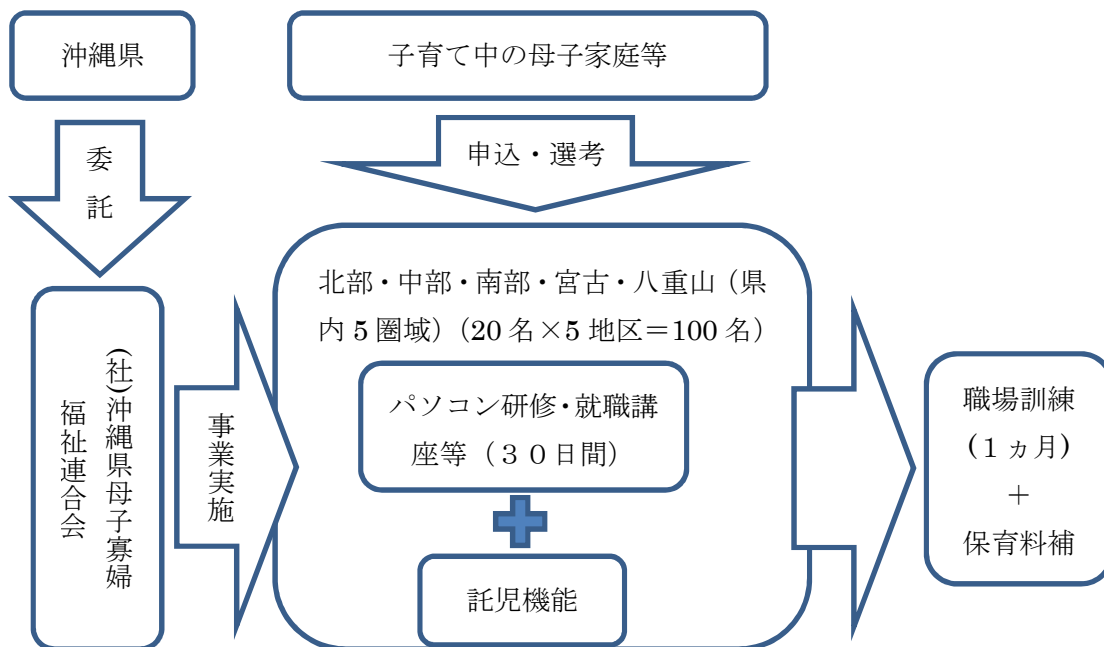 沖縄県
子育て中の母子家庭等
委託
申込・選考
(社)沖縄県母子寡婦
福祉連合会
事業実施
北部・中部・南部・宮古・八重山（県
内5圏域）（20名×5地区＝100名）
パソコン研修・就職講
座等（３０日間）
託児機能
職場訓練
(１ヵ月)
＋
保育料補